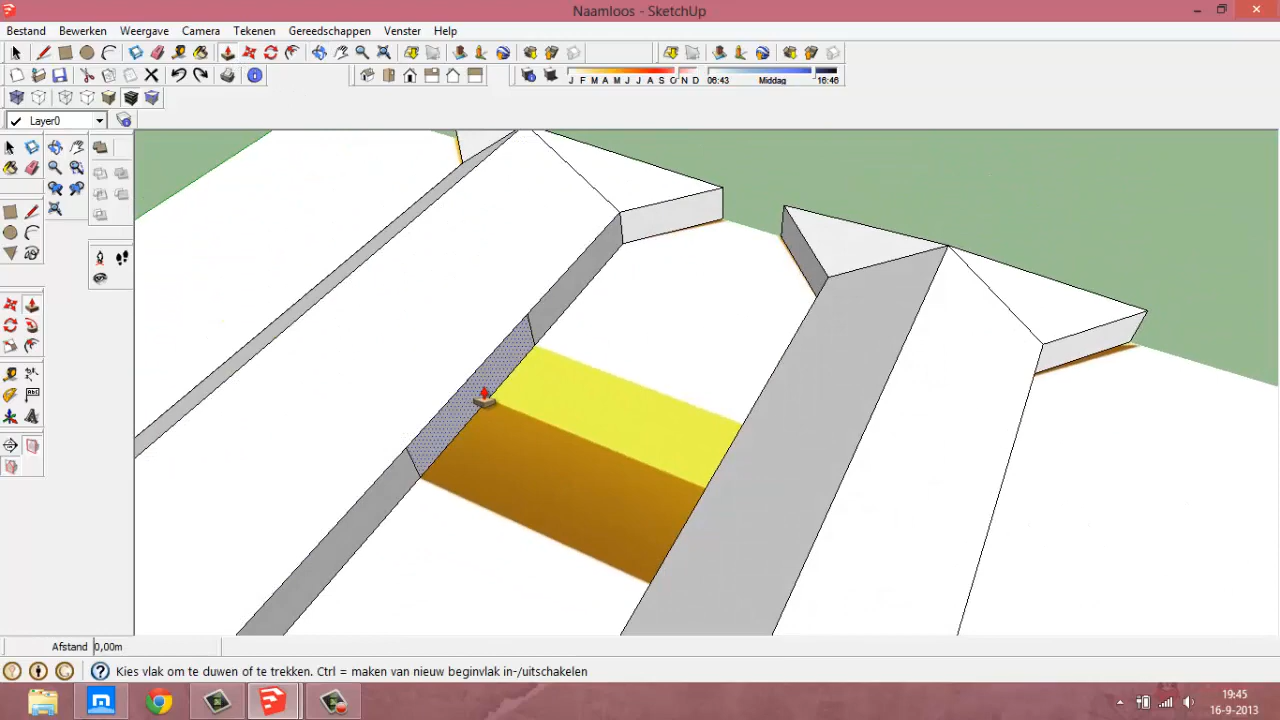 Naamloos - SketchUp
Bestand Bewerken Weergave Camera Tekenen Gereedschappen Venster Help
J F M A M J J A S O N D 06:43 Middag 16:46
Layer0
Afstand 0,00m
Kies vlak om te duwen of te trekken. Ctrl = maken van nieuw beginvlak in-/uitschakelen
19:45
16-9-2013